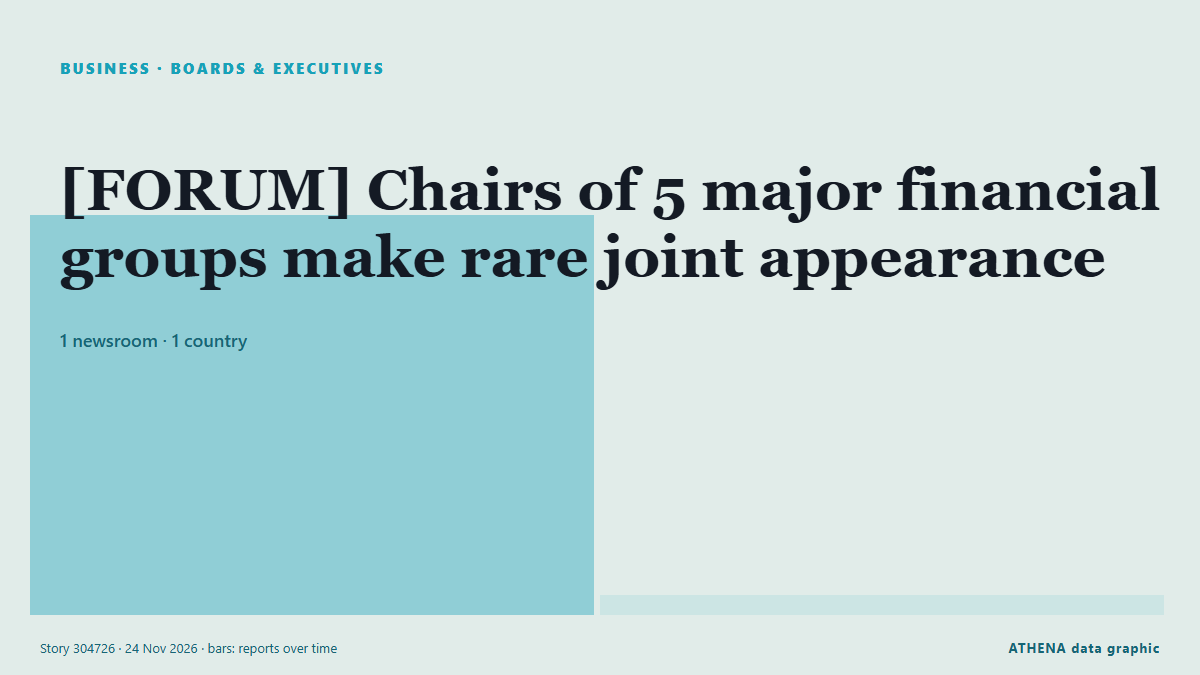 BUSINESS · BOARDS & EXECUTIVES
[FORUM] Chairs of 5 major financial
groups make rare joint appearance
1 newsroom · 1 country
Story 304726 · 24 Nov 2026 · bars: reports over time
ATHENA data graphic